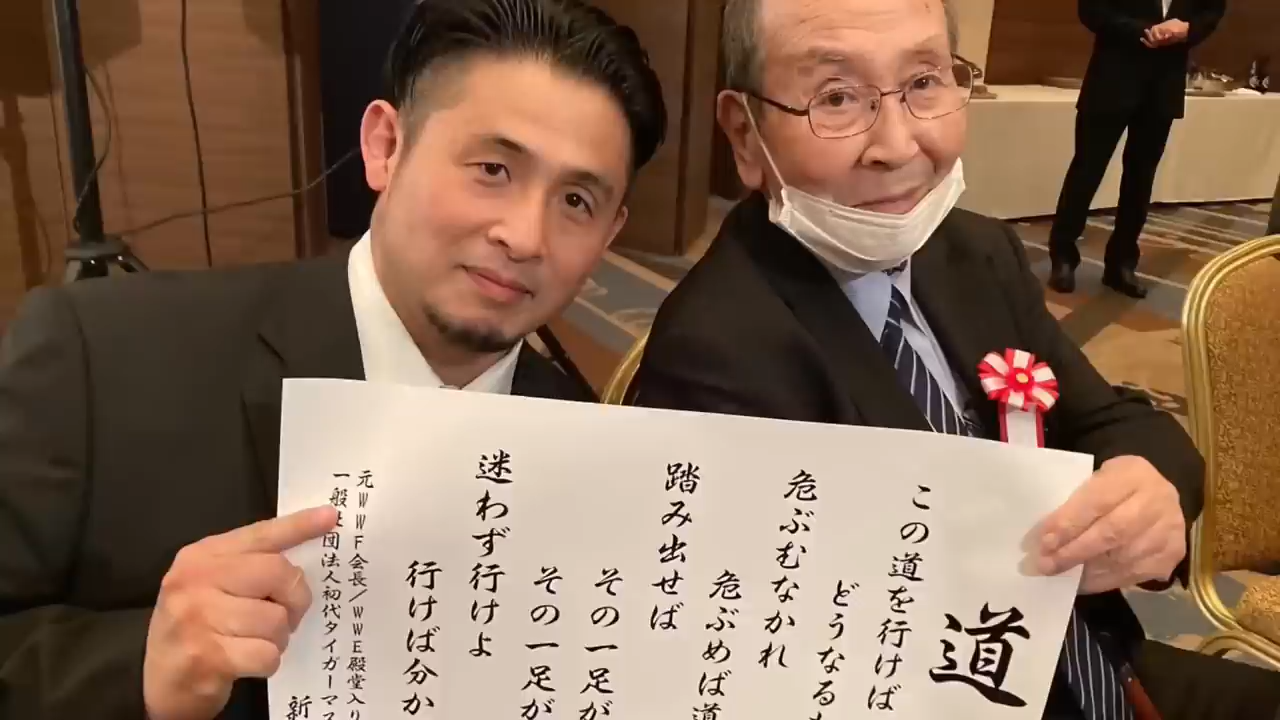 道
この道を行けば
どうなるも
危ぶむなかれ
危ぶめば道
踏み出せば
その一足が
その一足が
迷わず行けよ
行けば分か
元WWF会長/WWE殿堂入り
一般社団法人初代タイガーマス
新